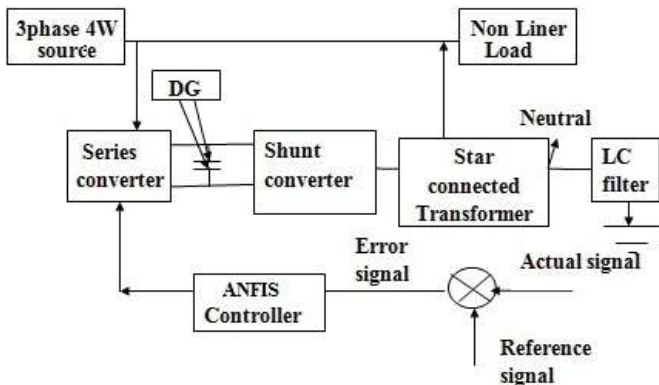 3phase 4W
source
Non Liner
Load
DG
Neutral
Series
converter
Shunt
converter
Star
connected
Transformer
LC
filter
Error
signal
Actual signal
ANFIS
Controller
Reference
signal